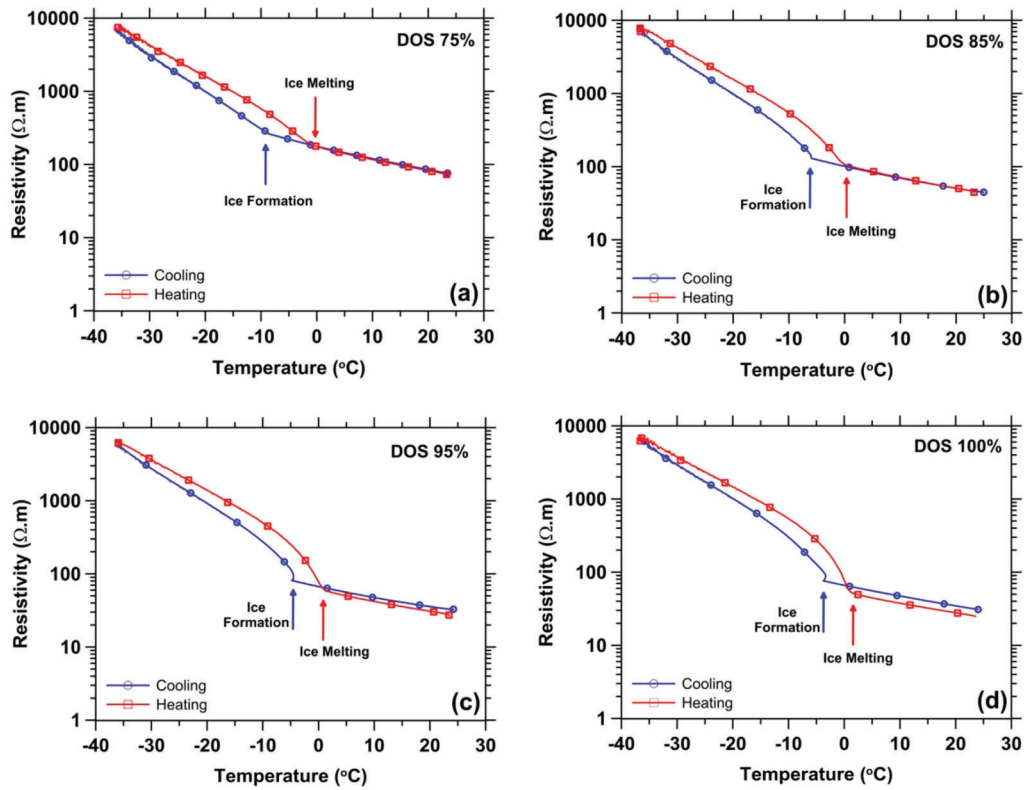 10000
1000
100
10
1
Resistivity (Ω.m)
DOS 75%
Ice Melting
Ice Formation
Cooling
Heating
(a)
-40 -30 -20 -10 0 10 20 30
Temperature (oC)
10000
1000
100
10
1
Resistivity (Ω.m)
DOS 85%
Ice
Formation
Ice Melting
Cooling
Heating
(b)
-40 -30 -20 -10 0 10 20 30
Temperature (oC)
10000
1000
100
10
1
Resistivity (Ω.m)
DOS 95%
Ice
Formation
Ice Melting
Cooling
Heating
(c)
-40 -30 -20 -10 0 10 20 30
Temperature (oC)
10000
1000
100
10
1
Resistivity (Ω.m)
DOS 100%
Ice
Formation
Ice Melting
Cooling
Heating
(d)
-40 -30 -20 -10 0 10 20 30
Temperature (oC)